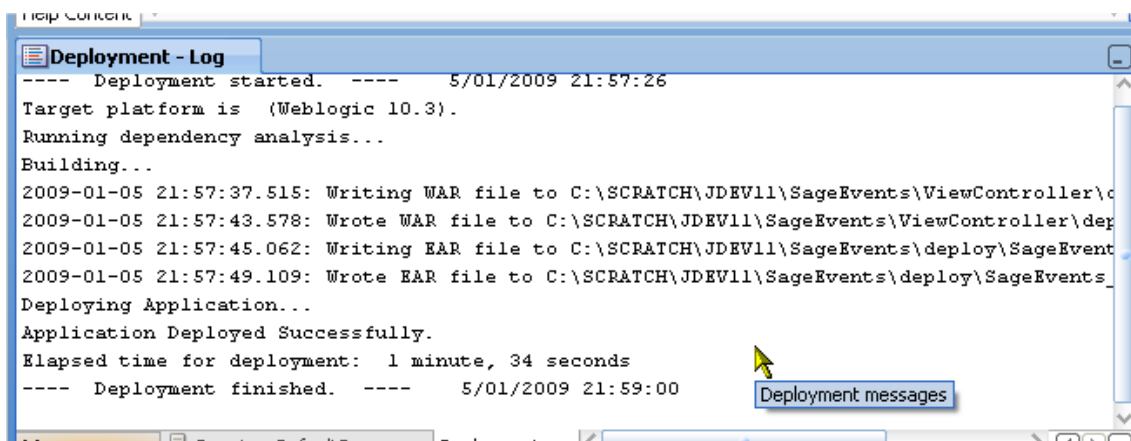 Help Content
Deployment - Log
---- Deployment started. ---- 5/01/2009 21:57:26
Target platform is (Weblogic 10.3).
Running dependency analysis...
Building...
2009-01-05 21:57:37.515: Writing WAR file to C:\SCRATCH\JDEV11\SageEvents\ViewController\d
2009-01-05 21:57:43.578: Wrote WAR file to C:\SCRATCH\JDEV11\SageEvents\ViewController\dep
2009-01-05 21:57:45.062: Writing EAR file to C:\SCRATCH\JDEV11\SageEvents\deploy\SageEvent
2009-01-05 21:57:49.109: Wrote EAR file to C:\SCRATCH\JDEV11\SageEvents\deploy\SageEvents_
Deploying Application...
Application Deployed Successfully.
Elapsed time for deployment: 1 minute, 34 seconds
---- Deployment finished. ---- 5/01/2009 21:59:00
Deployment messages